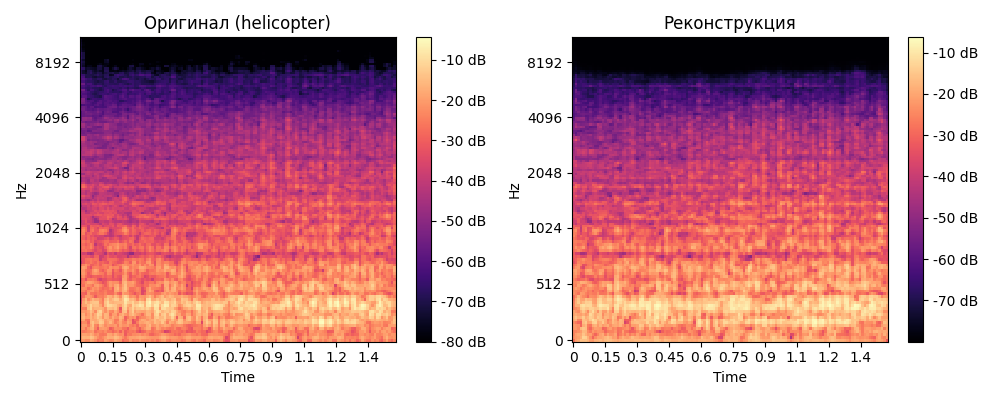 Оригинал (helicopter)
Hz
8192
4096
2048
1024
512
0
0 0.15 0.3 0.45 0.6 0.75 0.9 1.1 1.2 1.4
Time
-10 dB
-20 dB
-30 dB
-40 dB
-50 dB
-60 dB
-70 dB
-80 dB
Реконструкция
Hz
8192
4096
2048
1024
512
0
0 0.15 0.3 0.45 0.6 0.75 0.9 1.1 1.2 1.4
Time
-10 dB
-20 dB
-30 dB
-40 dB
-50 dB
-60 dB
-70 dB